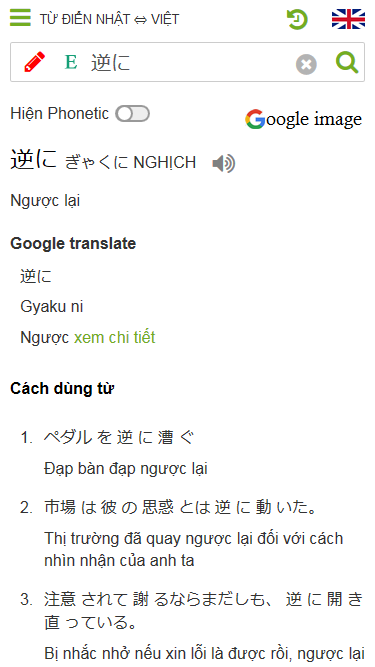 TỪ ĐIỂN NHẬT ⇔ VIỆT
E 逆に
Hiện Phonetic
Google image
逆に ぎゃくに NGHỊCH
Ngược lại
Google translate
逆に
Gyaku ni
Ngược xem chi tiết
Cách dùng từ
1. ペダル を 逆 に 漕 ぐ
Đạp bàn đạp ngược lại
2. 市場 は 彼 の 思惑 とは 逆 に 動 いた。
Thị trường đã quay ngược lại đối với cách
nhìn nhận của anh ta
3. 注意 されて 謝 るならまだしも、 逆 に 開 き
直 っている。
Bị nhắc nhở nếu xin lỗi là được rồi, ngược lại